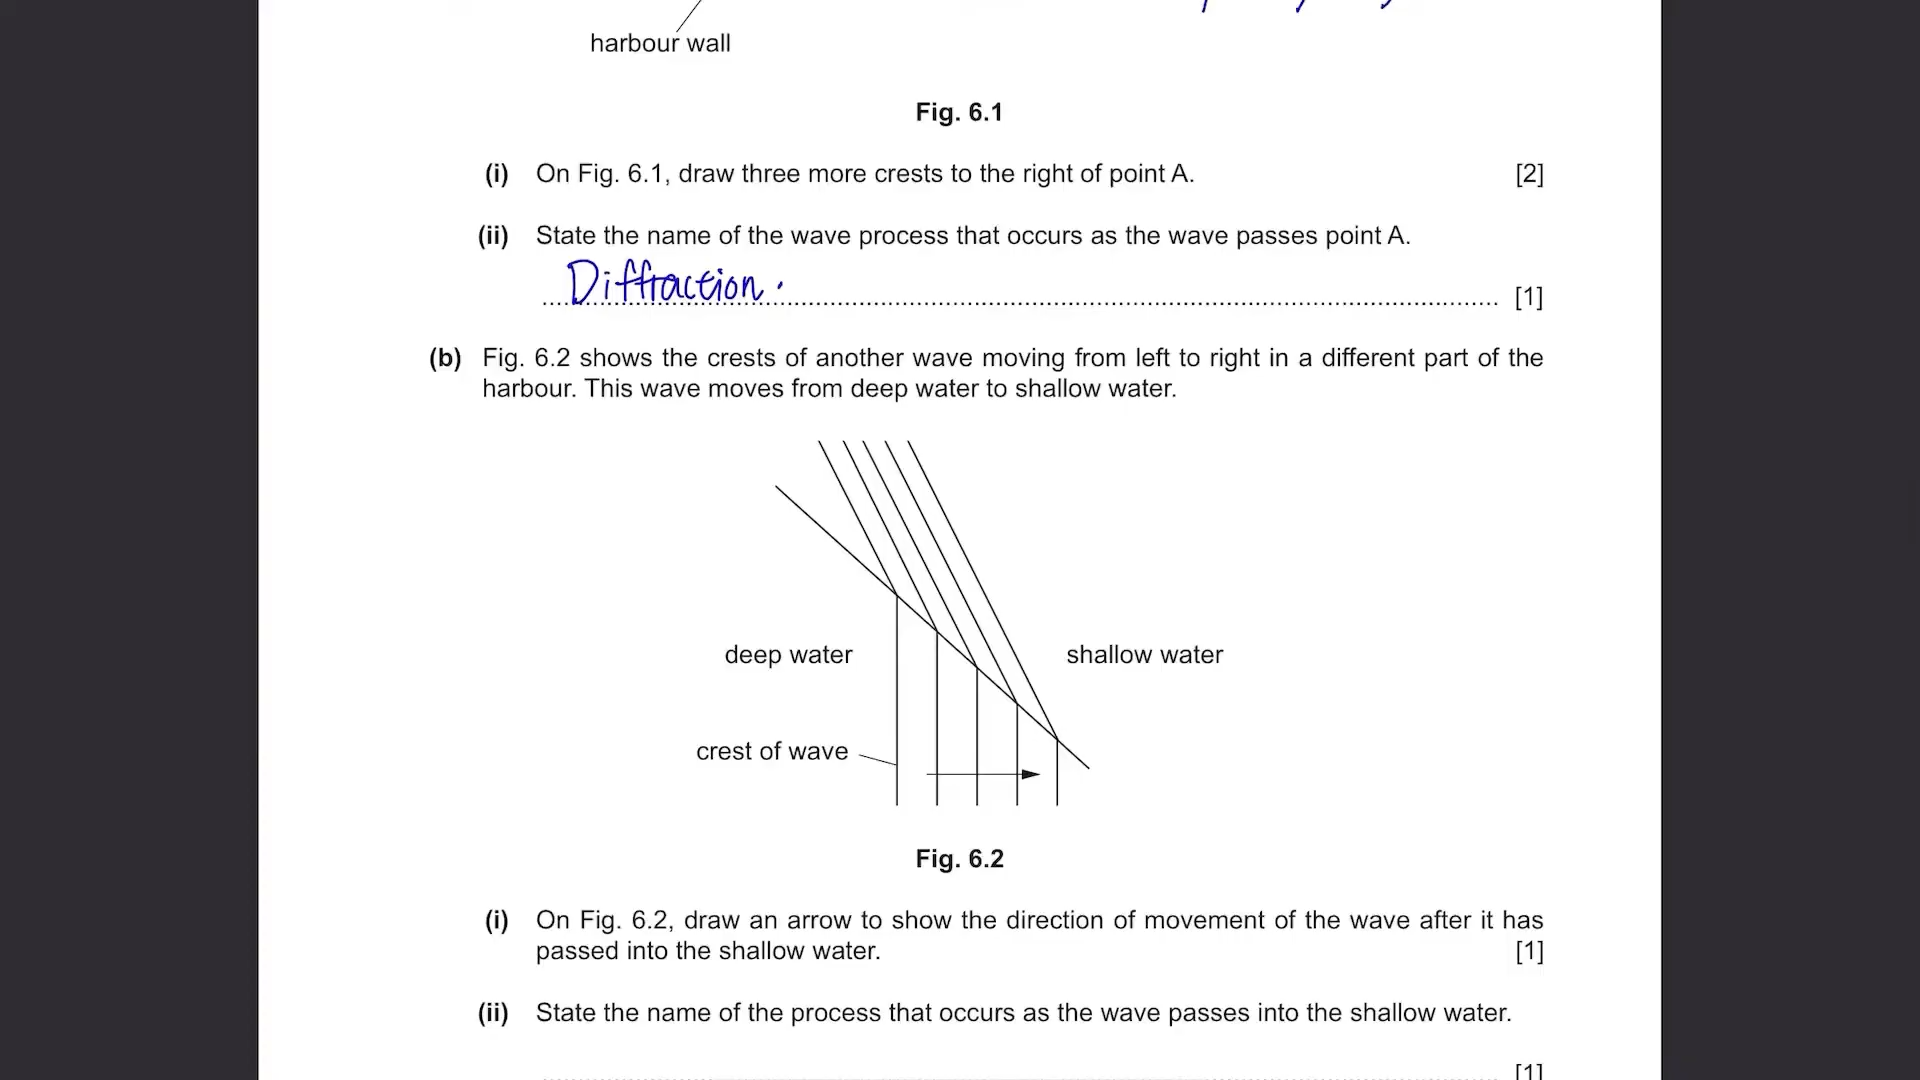 harbour wall
Fig. 6.1
(i) On Fig. 6.1, draw three more crests to the right of point A. [2]
(ii) State the name of the wave process that occurs as the wave passes point A.
Diffraction. [1]
(b) Fig. 6.2 shows the crests of another wave moving from left to right in a different part of the
harbour. This wave moves from deep water to shallow water.
deep water
shallow water
crest of wave
Fig. 6.2
(i) On Fig. 6.2, draw an arrow to show the direction of movement of the wave after it has
passed into the shallow water. [1]
(ii) State the name of the process that occurs as the wave passes into the shallow water.
[1]